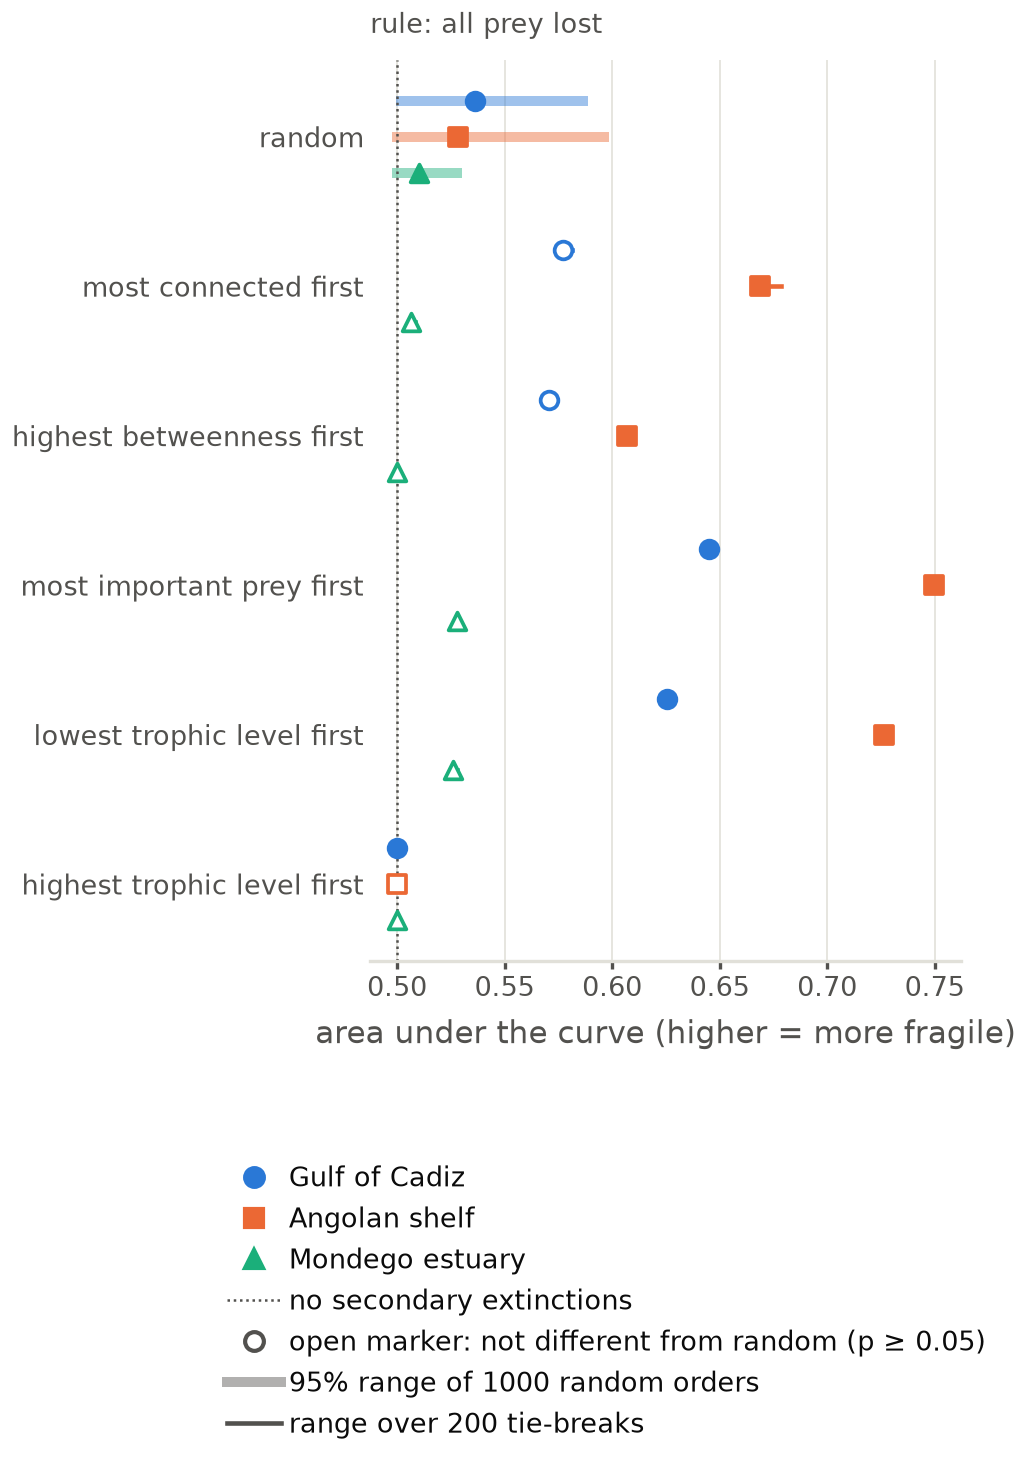 rule: all prey lost
random
most connected first
highest betweenness first
most important prey first
lowest trophic level first
highest trophic level first
0.50 0.55 0.60 0.65 0.70 0.75
area under the curve (higher = more fragile)
Gulf of Cadiz
Angolan shelf
Mondego estuary
no secondary extinctions
open marker: not different from random (p ≥ 0.05)
95% range of 1000 random orders
range over 200 tie-breaks